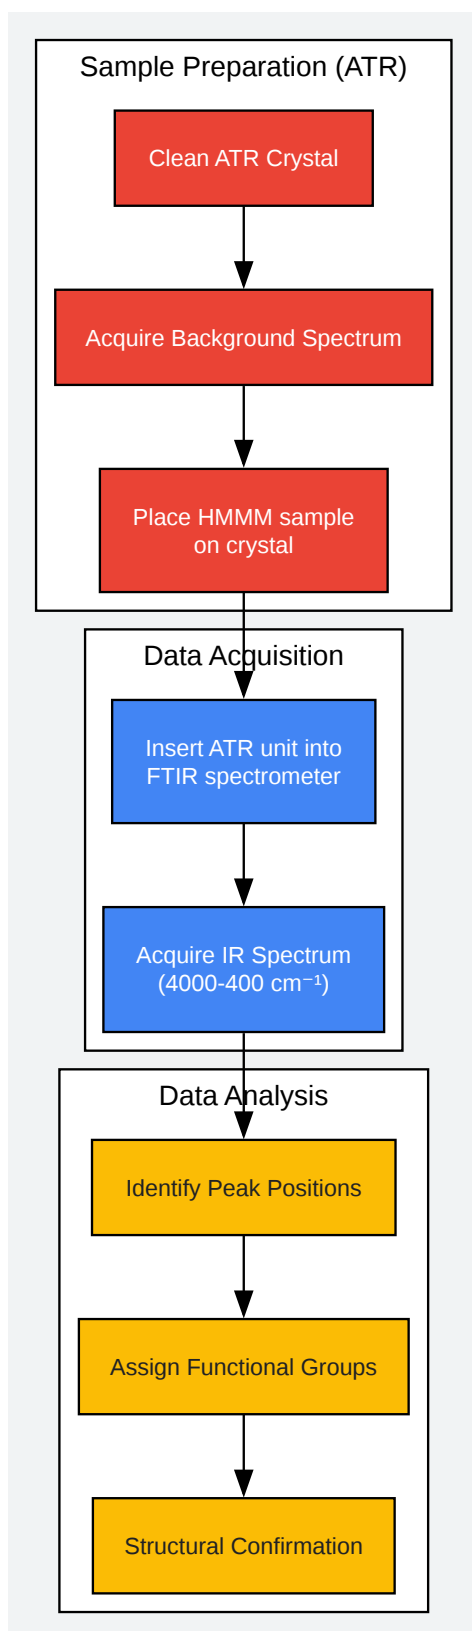 Sample Preparation (ATR)
Clean ATR Crystal
Acquire Background Spectrum
Place HMMM sample
on crystal
Data Acquisition
Insert ATR unit into
FTIR spectrometer
Acquire IR Spectrum
(4000-400 cm⁻¹)
Data Analysis
Identify Peak Positions
Assign Functional Groups
Structural Confirmation